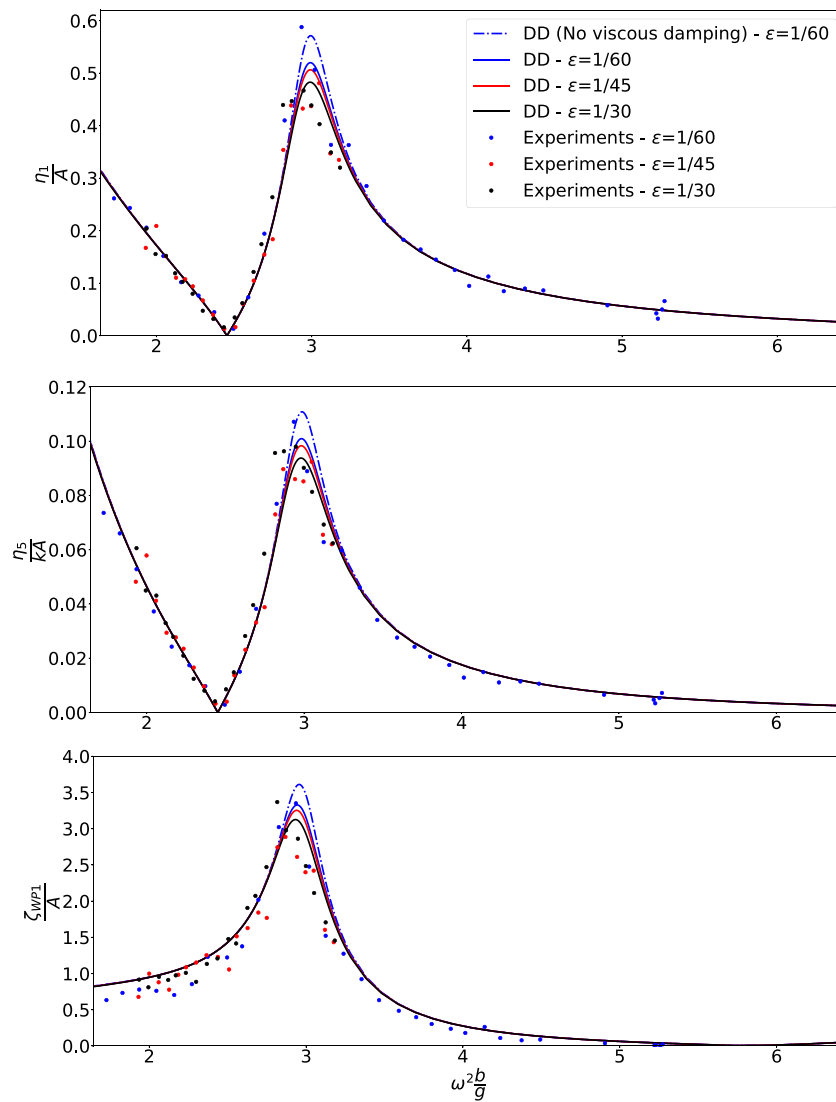 0.6
0.5
0.4
0.3
0.2
0.1
0.0
η₁/A
2 3 4 5 6
DD (No viscous damping) - ε=1/60
DD - ε=1/60
DD - ε=1/45
DD - ε=1/30
Experiments - ε=1/60
Experiments - ε=1/45
Experiments - ε=1/30
0.12
0.10
0.08
0.06
0.04
0.02
0.00
η₅/kA
2 3 4 5 6
4.0
3.5
3.0
2.5
2.0
1.5
1.0
0.5
0.0
ζ_WP1/A
2 3 4 5 6
ω² b/g